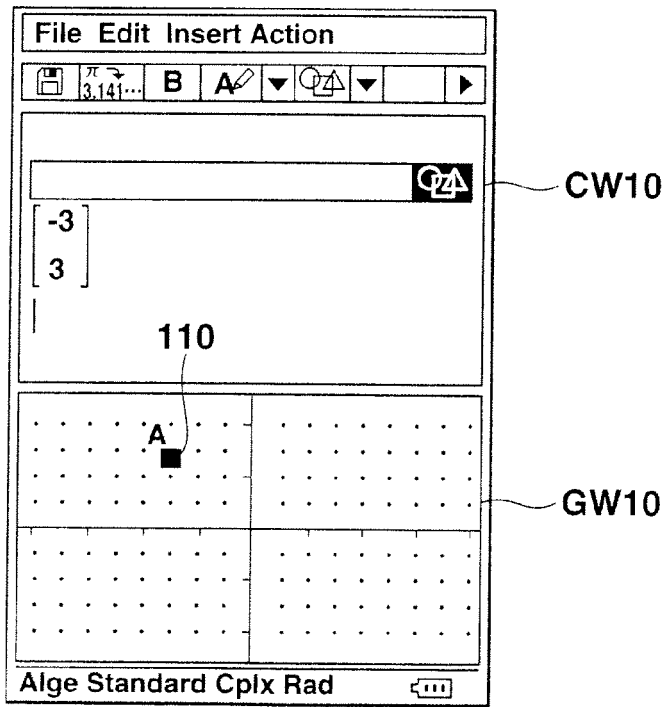 File Edit Insert Action
π
3.141... B A
CW10
-3
3
110
A
GW10
Alge Standard Cplx Rad